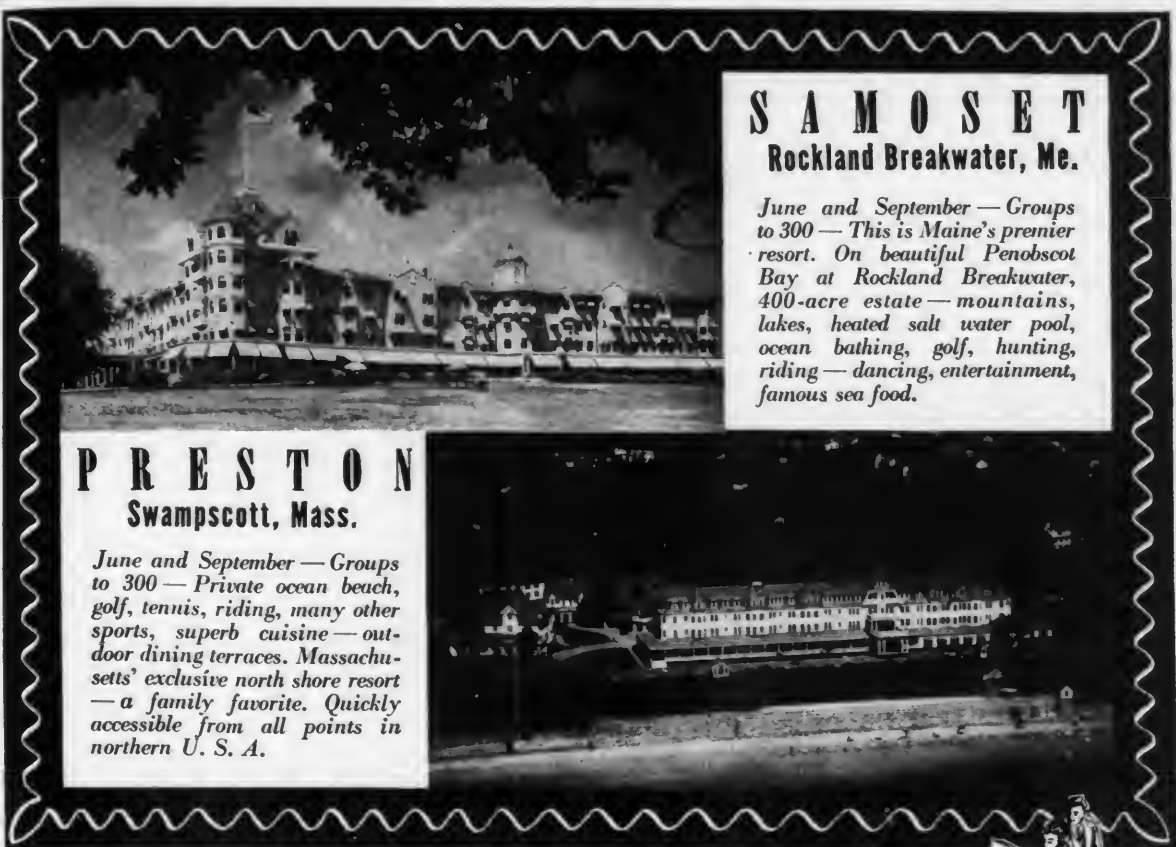 SAMOSET
Rockland Breakwater, Me.
June and September — Groups
to 300 — This is Maine's premier
resort. On beautiful Penobscot
Bay at Rockland Breakwater,
400-acre estate — mountains,
lakes, heated salt water pool,
ocean bathing, golf, hunting,
riding — dancing, entertainment,
famous sea food.
PRESTON
Swampscott, Mass.
June and September — Groups
to 300 — Private ocean beach,
golf, tennis, riding, many other
sports, superb cuisine — out-
door dining terraces. Massachu-
setts' exclusive north shore resort
— a family favorite. Quickly
accessible from all points in
northern U. S. A.